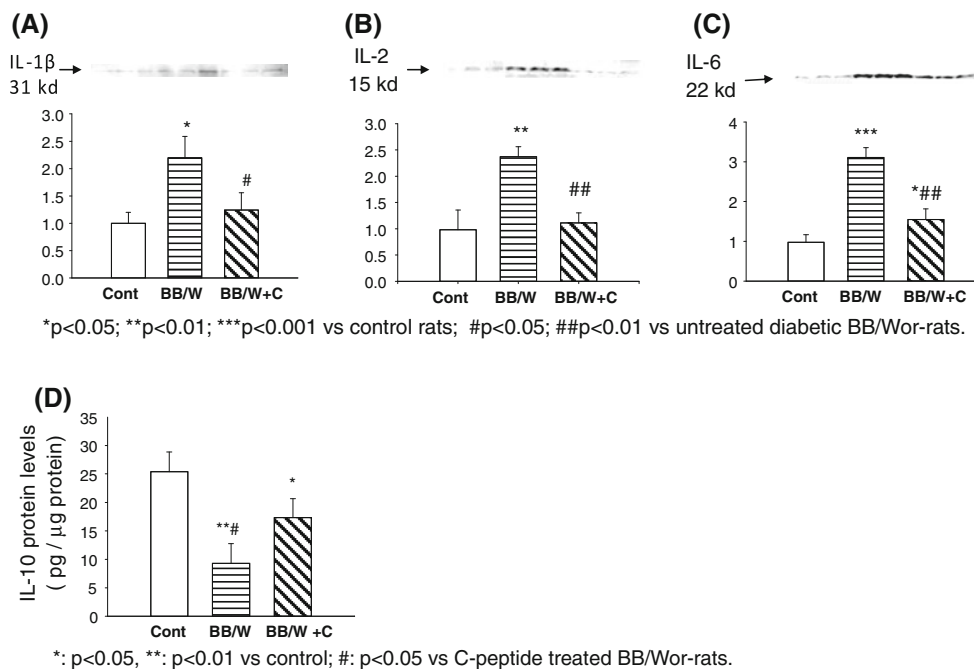 (A)
IL-1β
31 kd
*
#
3.0
2.5
2.0
1.5
1.0
0.5
0.0
Cont BB/W BB/W+C
(B)
IL-2
15 kd
**
##
3.0
2.5
2.0
1.5
1.0
0.5
0.0
Cont BB/W BB/W+C
(C)
IL-6
22 kd
***
*##
4
3
2
1
0
Cont BB/W BB/W+C
*p<0.05; **p<0.01; ***p<0.001 vs control rats; #p<0.05; ##p<0.01 vs untreated diabetic BB/Wor-rats.
(D)
IL-10 protein levels
( pg / µg protein)
35
30
25
20
15
10
5
0
**#
*
Cont BB/W BB/W +C
*: p<0.05, **: p<0.01 vs control; #: p<0.05 vs C-peptide treated BB/Wor-rats.